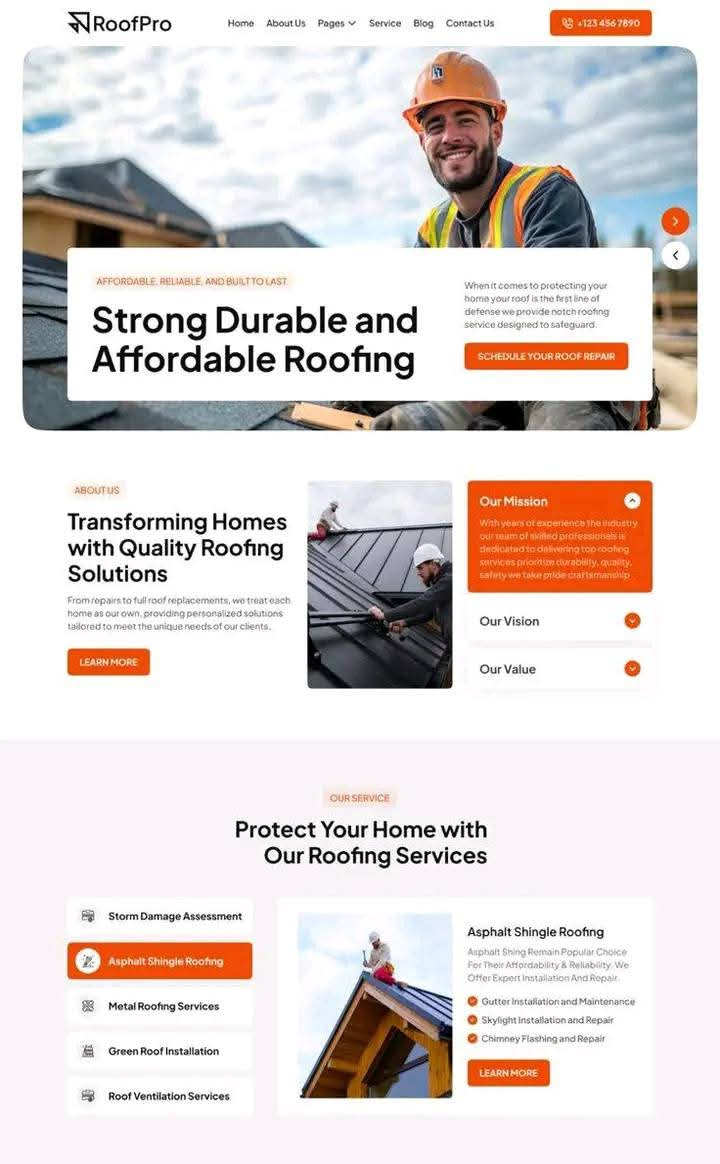 RoofPro
Home About Us Pages Service Blog Contact Us
+123 456 7890
AFFORDABLE, RELIABLE, AND BUILT TO LAST
Strong Durable and
Affordable Roofing
When it comes to protecting your
home your roof is the first line of
defense we provide notch roofing
service designed to safeguard.
SCHEDULE YOUR ROOF REPAIR
ABOUT US
Transforming Homes
with Quality Roofing
Solutions
From repairs to full roof replacements, we treat each
home as our own, providing personalized solutions
tailored to meet the unique needs of our clients.
LEARN MORE
Our Mission
With years of experience the industry
our team of skilled professionals is
dedicated to delivering top roofing
services prioritize durability, quality,
safety we take pride craftsmanship
Our Vision
Our Value
OUR SERVICE
Protect Your Home with
Our Roofing Services
Storm Damage Assessment
Asphalt Shingle Roofing
Metal Roofing Services
Green Roof Installation
Roof Ventilation Services
Asphalt Shingle Roofing
Asphalt Shing Remain Popular Choice
For Their Affordability & Reliability. We
Offer Expert Installation And Repair.
Gutter Installation and Maintenance
Skylight Installation and Repair
Chimney Flashing and Repair
LEARN MORE